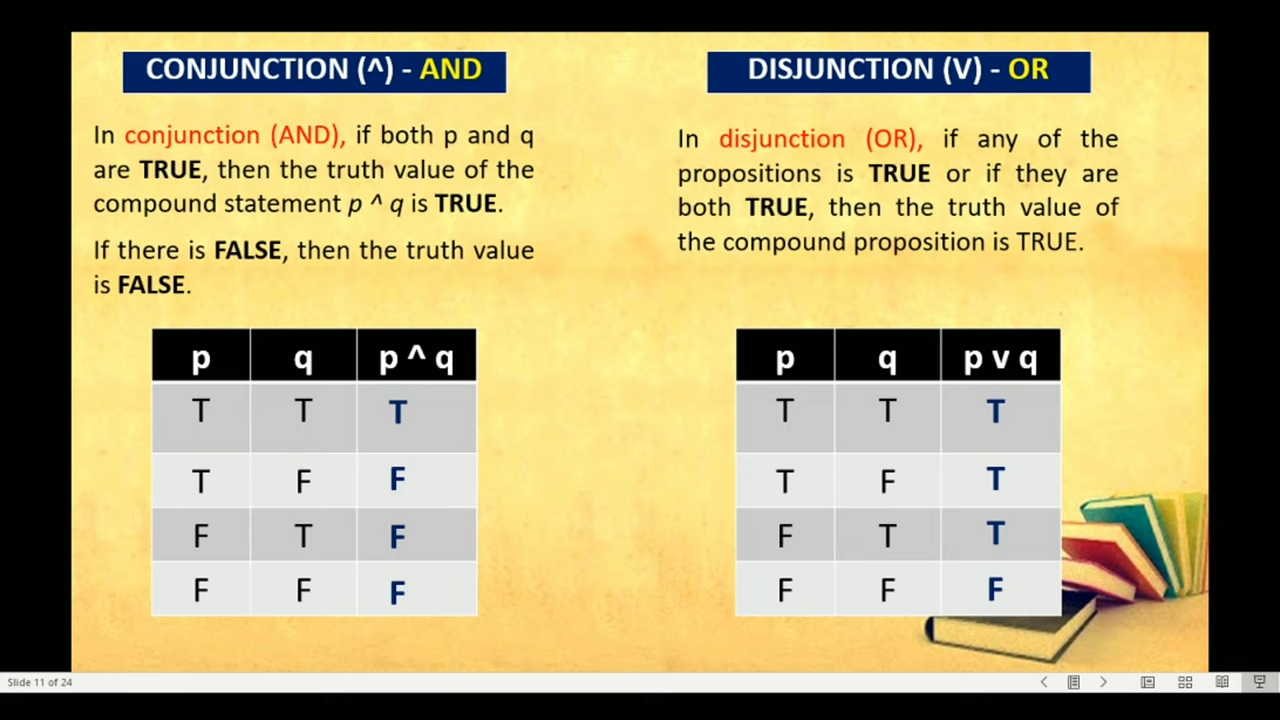 CONJUNCTION (^) - AND
In conjunction (AND), if both p and q
are TRUE, then the truth value of the
compound statement p ^ q is TRUE.
If there is FALSE, then the truth value
is FALSE.
p q p ^ q
T T T
T F F
F T F
F F F
DISJUNCTION (V) - OR
In disjunction (OR), if any of the
propositions is TRUE or if they are
both TRUE, then the truth value of
the compound proposition is TRUE.
p q p v q
T T T
T F T
F T T
F F F
Slide 11 of 24